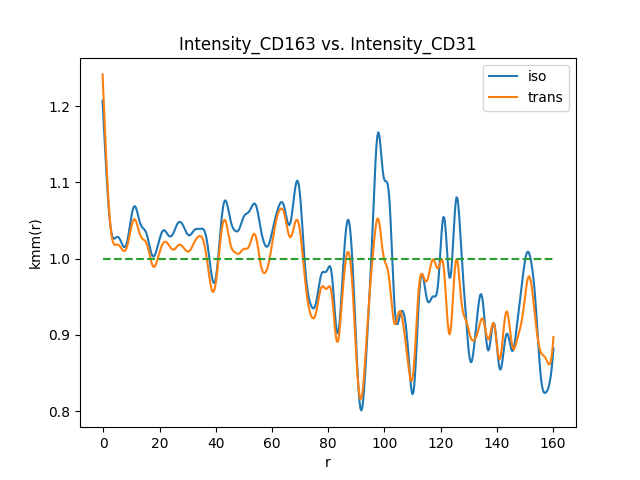 Intensity_CD163 vs. Intensity_CD31
iso
trans
kmm(r)
1.2
1.1
1.0
0.9
0.8
0 20 40 60 80 100 120 140 160
r